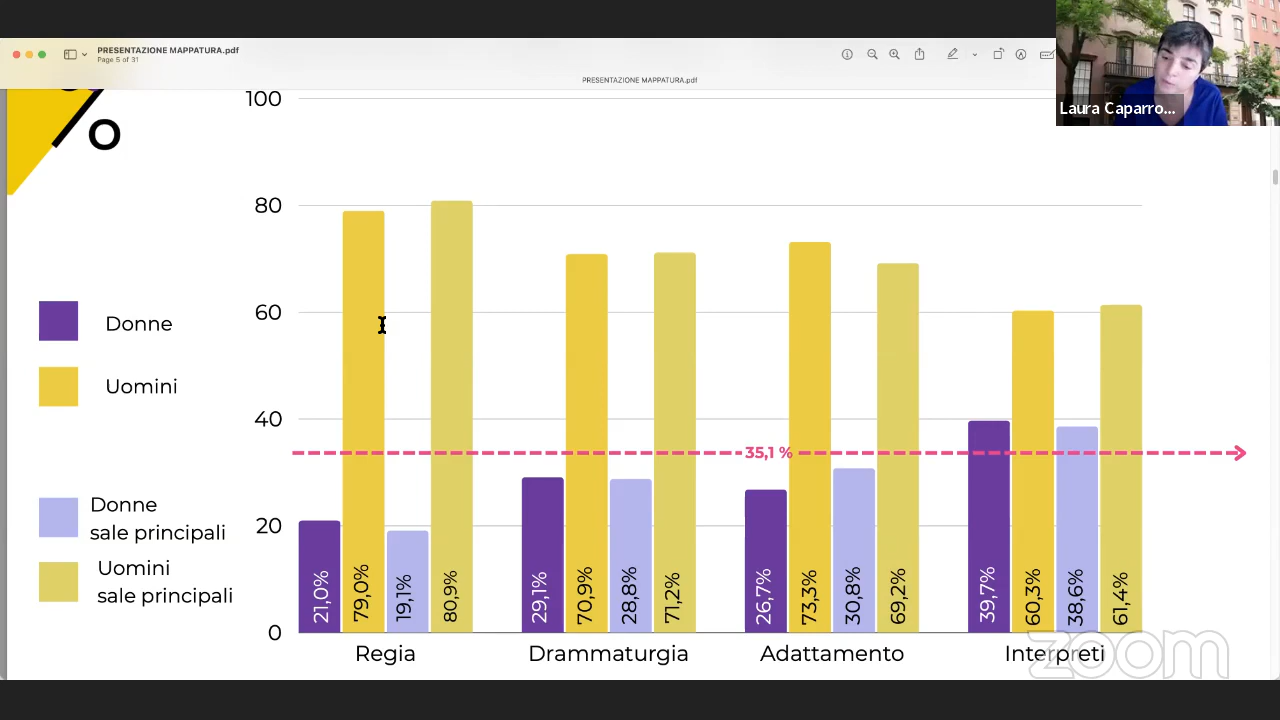 PRESENTAZIONE MAPPATURA.pdf
Page 5 of 31
PRESENTAZIONE MAPPATURA.pdf
Laura Caparro...
%
100
80
60
40
20
0
Donne
Uomini
Donne
sale principali
Uomini
sale principali
35,1 %
21,0%
79,0%
19,1%
80,9%
29,1%
70,9%
28,8%
71,2%
26,7%
73,3%
30,8%
69,2%
39,7%
60,3%
38,6%
61,4%
Regia
Drammaturgia
Adattamento
Interpreti
zoom